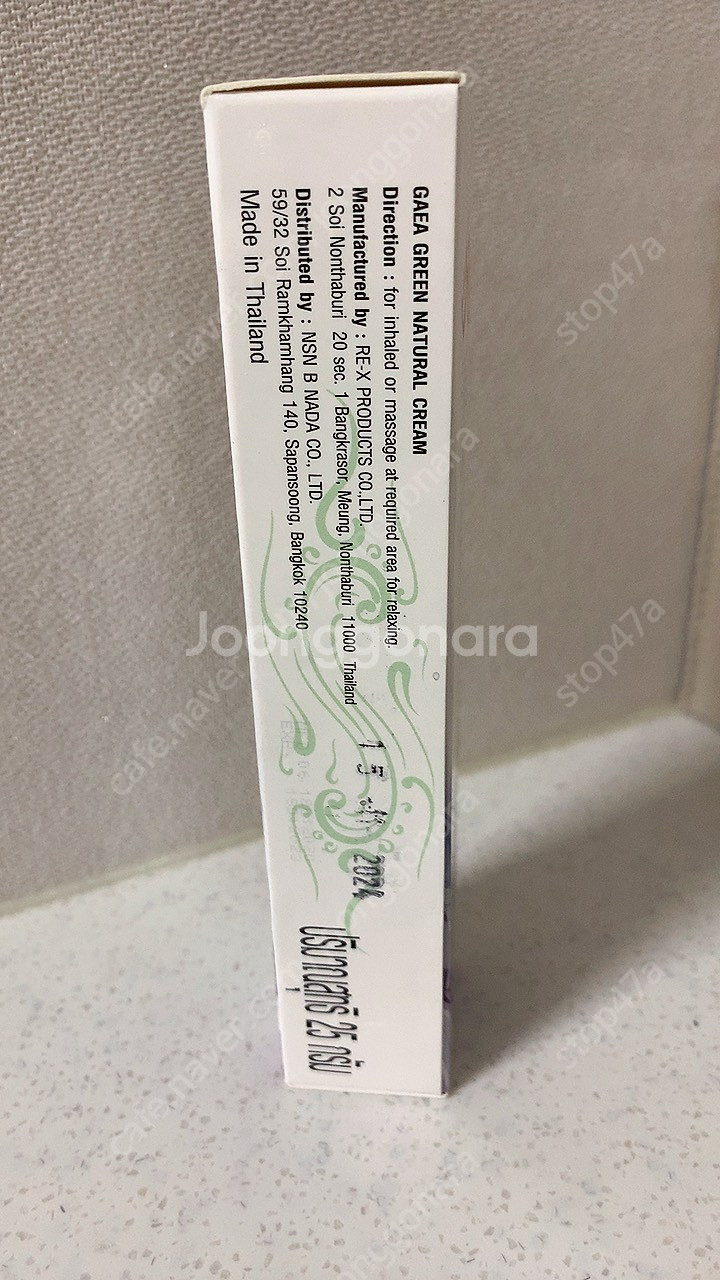 GAEA GREEN NATURAL CREAM
Direction : for inhaled or massage at required area for relaxing.
Manufactured by : RE-X PRODUCTS CO.,LTD.
2 Soi Nonthaburi 20 sec. 1 Bangkrasor, Meung, Nonthaburi 11000 Thailand
Distributed by : NSN B NADA CO., LTD.
59/32 Soi Ramkhamhang 140, Sapansoong, Bangkok 10240
Made in Thailand
15 2024
ปริมาณสุทธิ 25 กรัม
1
Joonggonara
stop47a
stop47a
stop47a